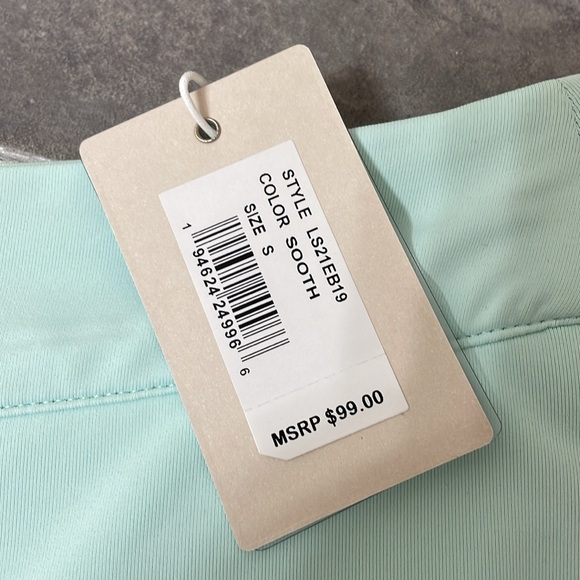 STYLE LS21EB19
COLOR SOOTH
SIZE S
1 94624 24996 6
MSRP $99.00